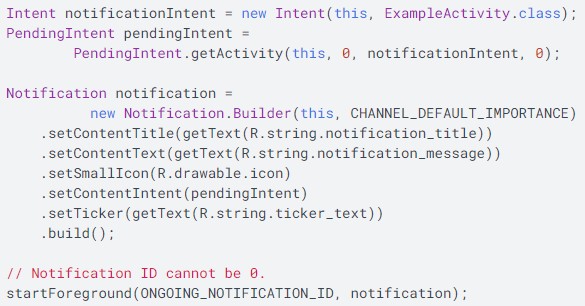 Intent notificationIntent = new Intent(this, ExampleActivity.class);
PendingIntent pendingIntent =
        PendingIntent.getActivity(this, 0, notificationIntent, 0);

Notification notification =
          new Notification.Builder(this, CHANNEL_DEFAULT_IMPORTANCE)
    .setContentTitle(getText(R.string.notification_title))
    .setContentText(getText(R.string.notification_message))
    .setSmallIcon(R.drawable.icon)
    .setContentIntent(pendingIntent)
    .setTicker(getText(R.string.ticker_text))
    .build();

// Notification ID cannot be 0.
startForeground(ONGOING_NOTIFICATION_ID, notification);